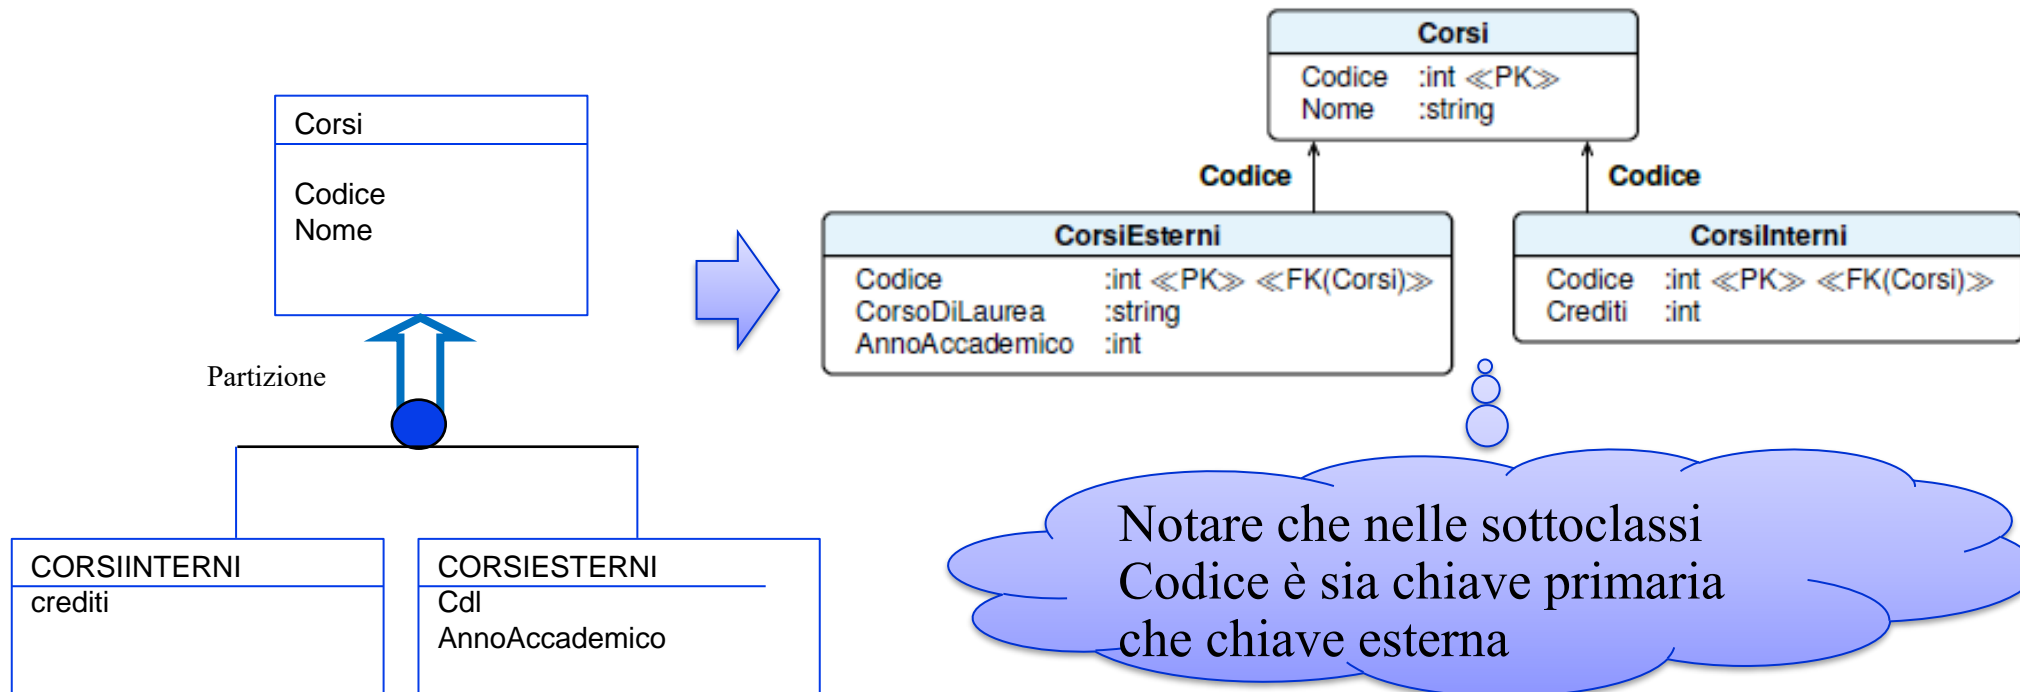 Corsi
Codice
Nome
Partizione
CORSIINTERNI
crediti
CORSIESTERNI
Cdl
AnnoAccademico
Corsi
Codice :int ≪PK≫
Nome :string
Codice
Codice
CorsiEsterni
Codice :int ≪PK≫ ≪FK(Corsi)≫
CorsoDiLaurea :string
AnnoAccademico :int
CorsiInterni
Codice :int ≪PK≫ ≪FK(Corsi)≫
Crediti :int
Notare che nelle sottoclassi
Codice è sia chiave primaria
che chiave esterna